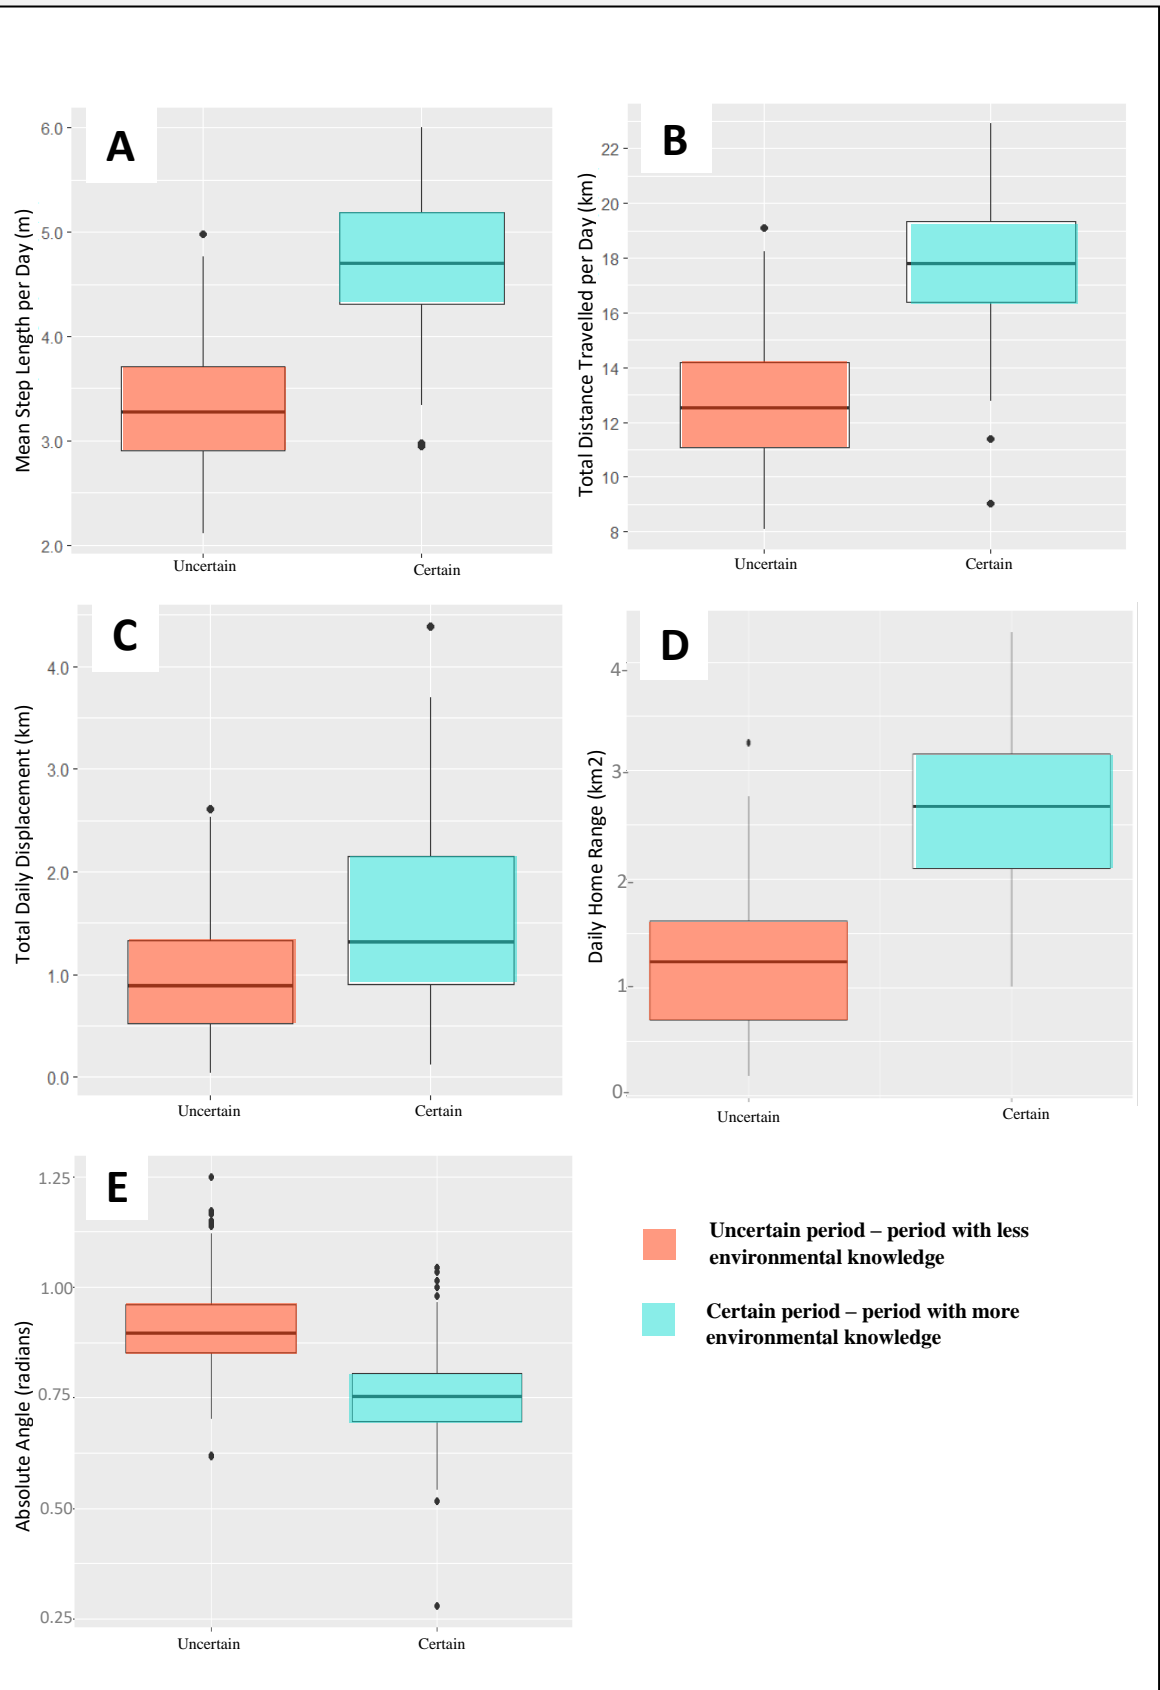 A
Mean Step Length per Day (m)
6.0
5.0
4.0
3.0
2.0
Uncertain
Certain
B
Total Distance Travelled per Day (km)
22
20
18
16
14
12
10
8
Uncertain
Certain
C
Total Daily Displacement (km)
4.0
3.0
2.0
1.0
0.0
Uncertain
Certain
D
Daily Home Range (km2)
4
3
2
1
0
Uncertain
Certain
E
Absolute Angle (radians)
1.25
1.00
0.75
0.50
0.25
Uncertain
Certain
Uncertain period – period with less
environmental knowledge
Certain period – period with more
environmental knowledge